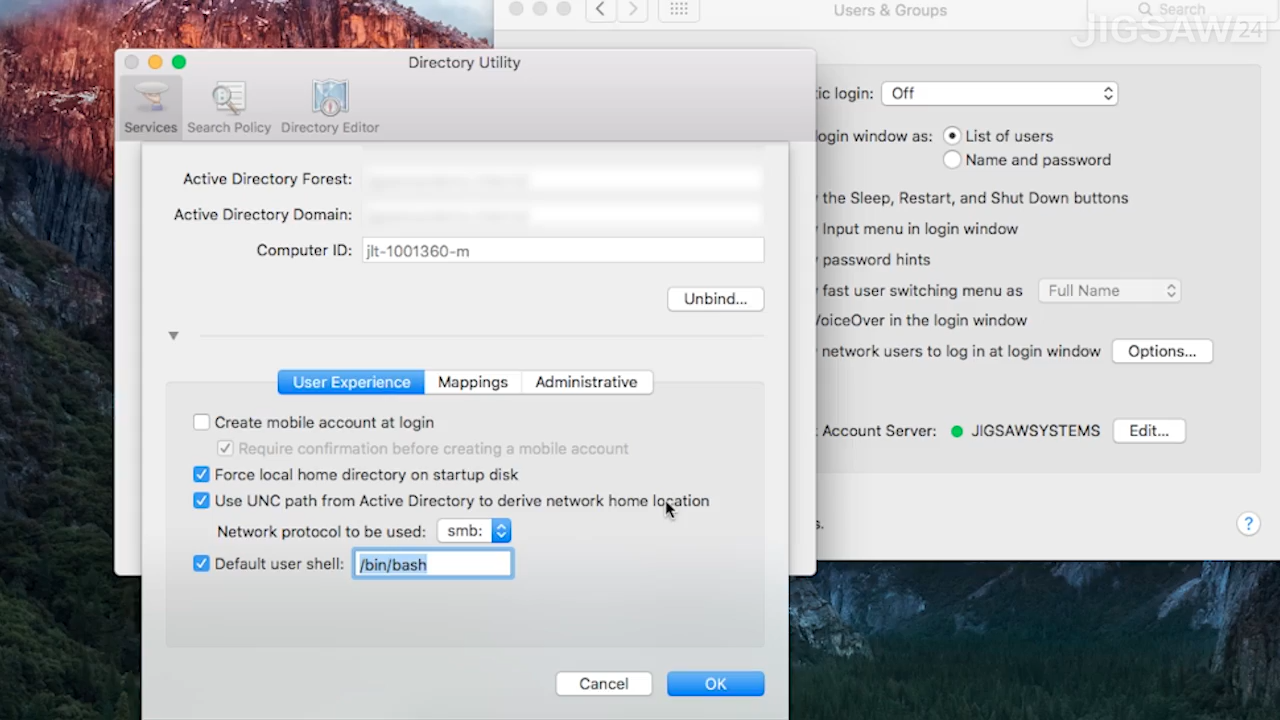 Users & Groups
Search
JIGSAW24
Directory Utility
Services
Search Policy
Directory Editor
Active Directory Forest:
Active Directory Domain:
Computer ID: jlt-1001360-m
Unbind...
User Experience
Mappings
Administrative
Create mobile account at login
Require confirmation before creating a mobile account
Force local home directory on startup disk
Use UNC path from Active Directory to derive network home location
Network protocol to be used: smb:
Default user shell: /bin/bash
Cancel
OK
login: Off
login window as: List of users
Name and password
the Sleep, Restart, and Shut Down buttons
Input menu in login window
password hints
fast user switching menu as Full Name
VoiceOver in the login window
network users to log in at login window Options...
Account Server: JIGSAWSYSTEMS Edit...
?